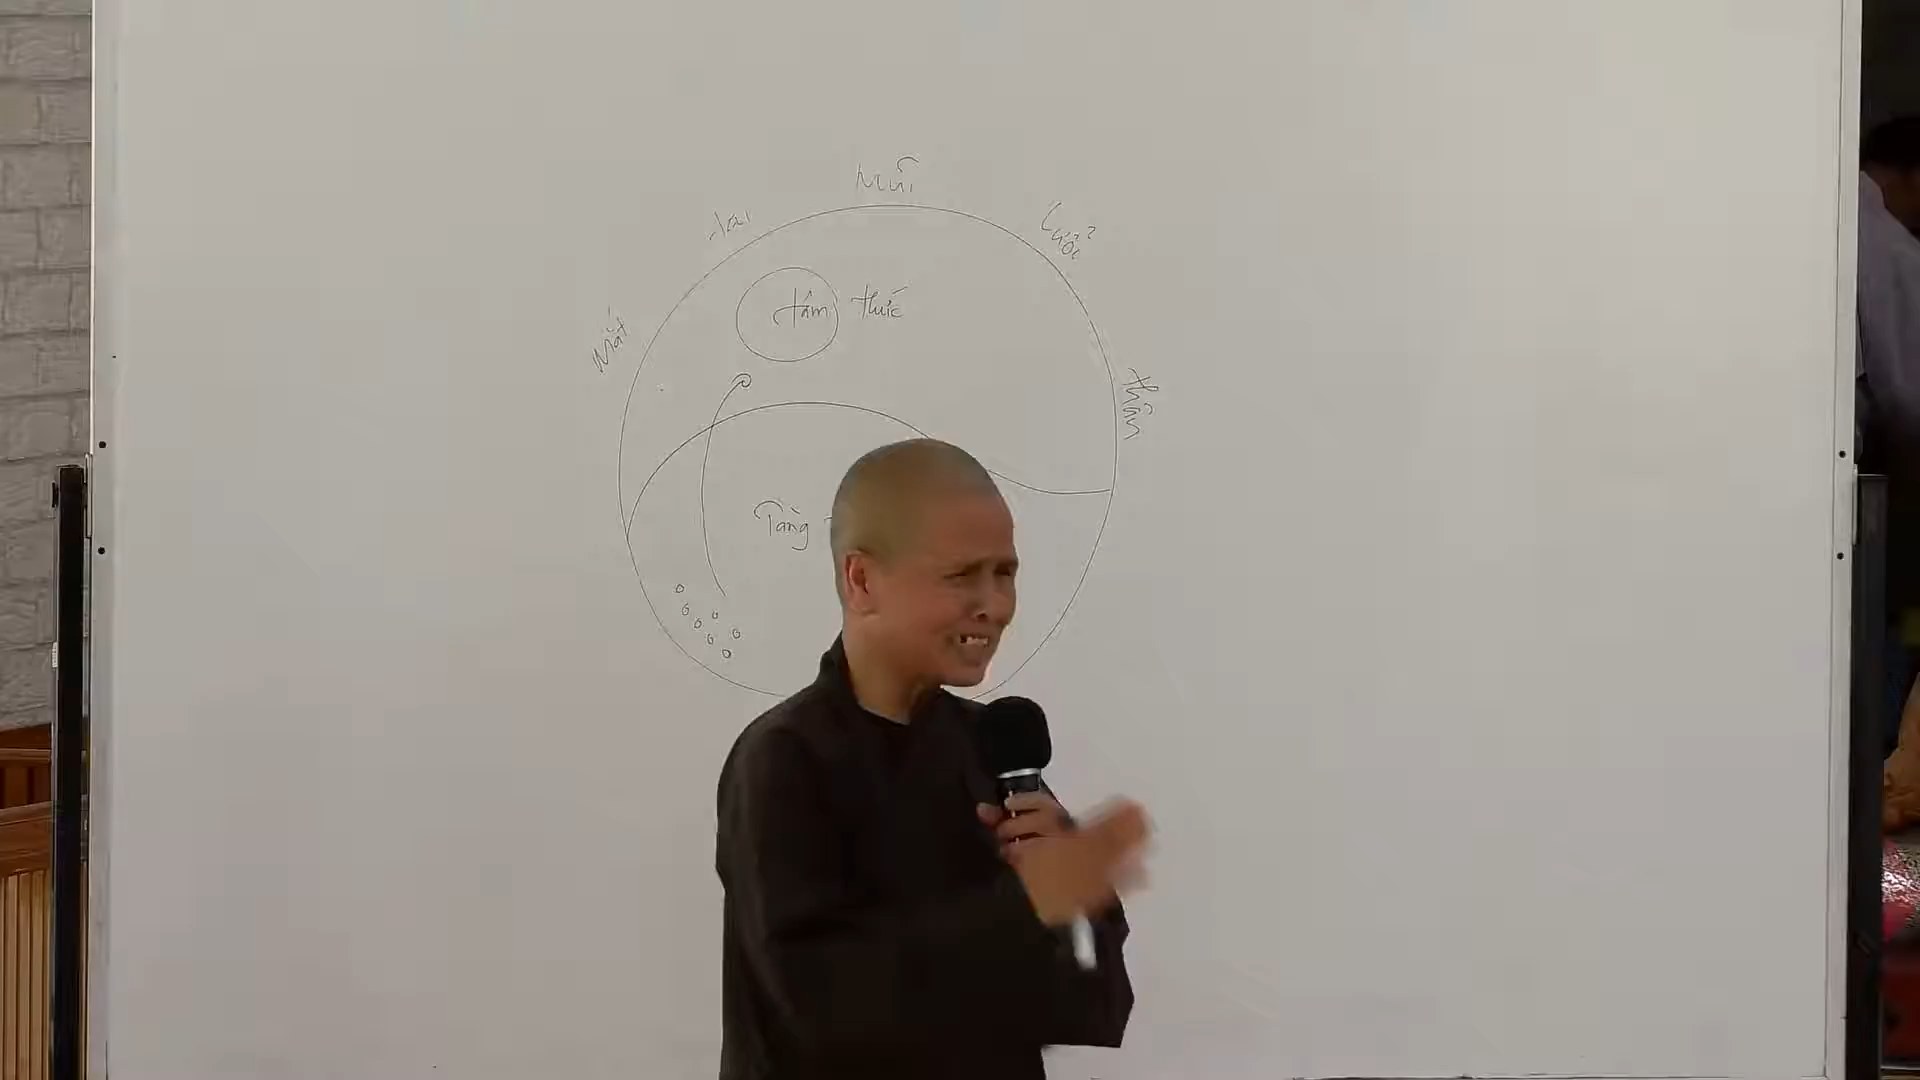 Mũi
Tai
Lưỡi
Mắt
tâm thức
thân
Tàng